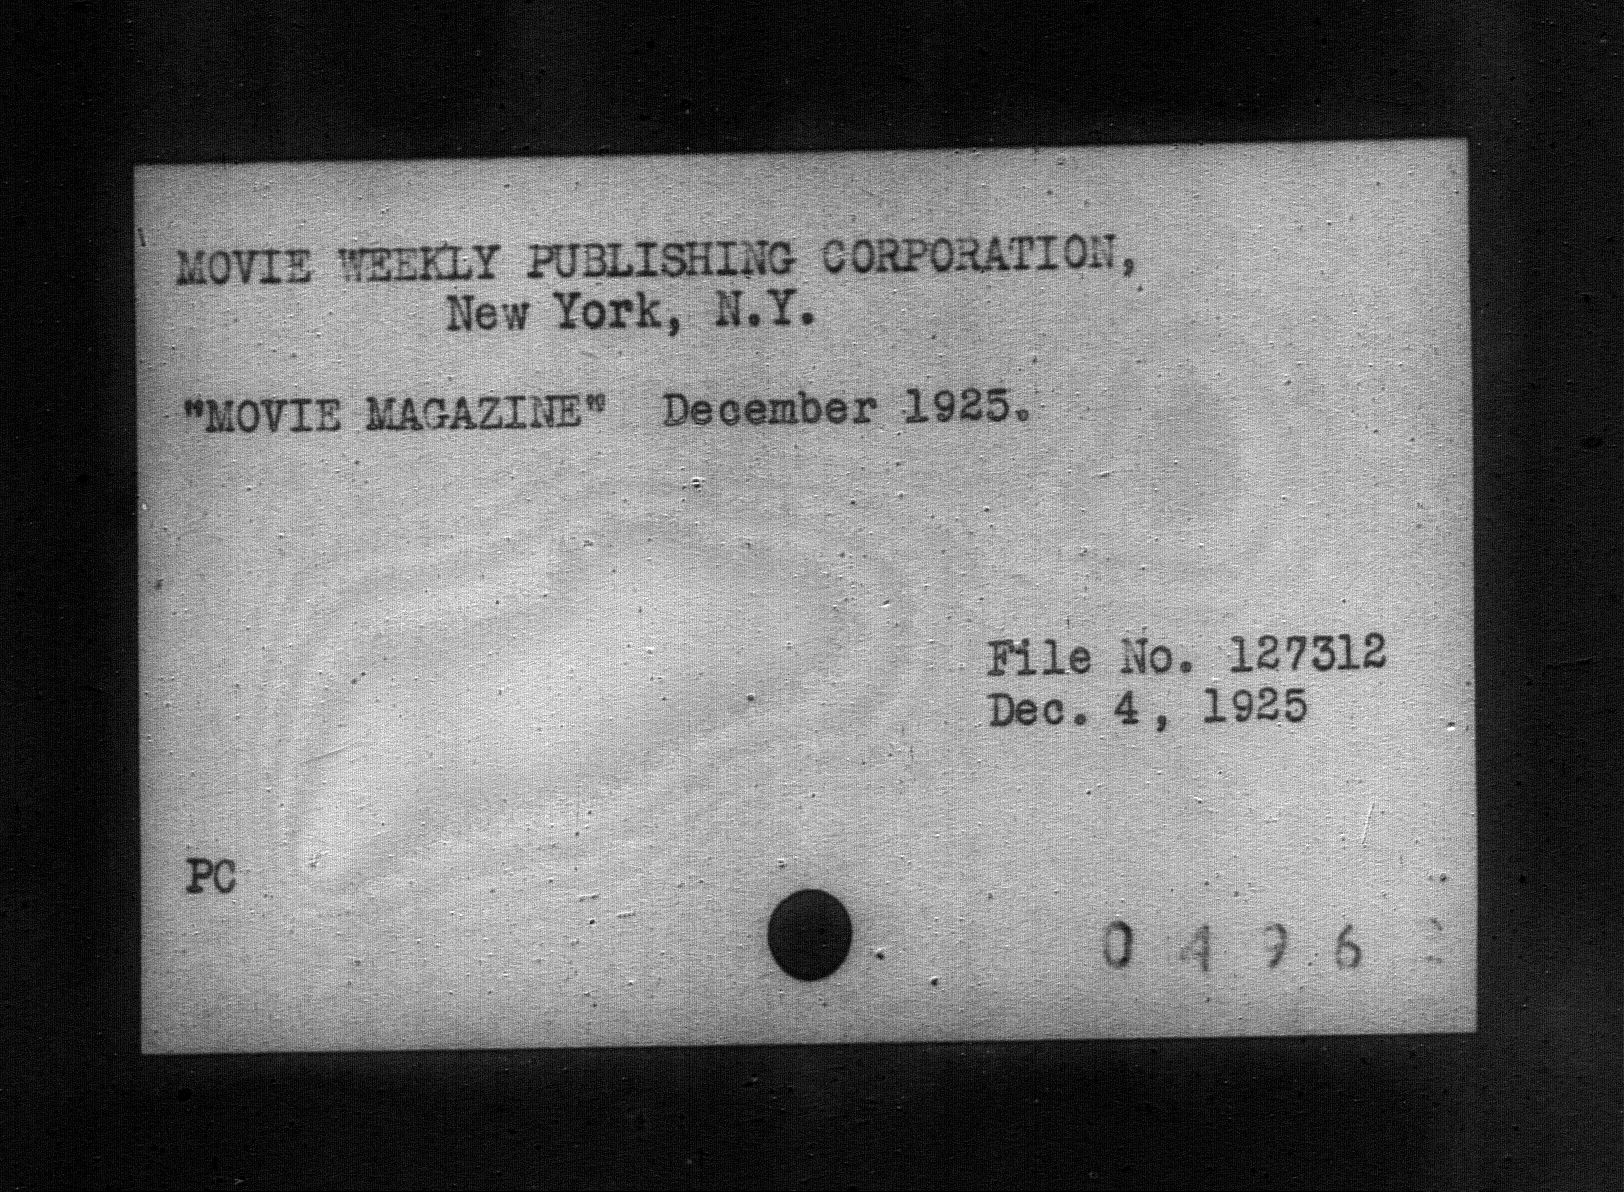 MOVIE WEEKLY PUBLISHING CORPORATION,
New York, N.Y.
"MOVIE MAGAZINE" December 1925.
File No. 127312
Dec. 4, 1925
PC
0 4 9 6